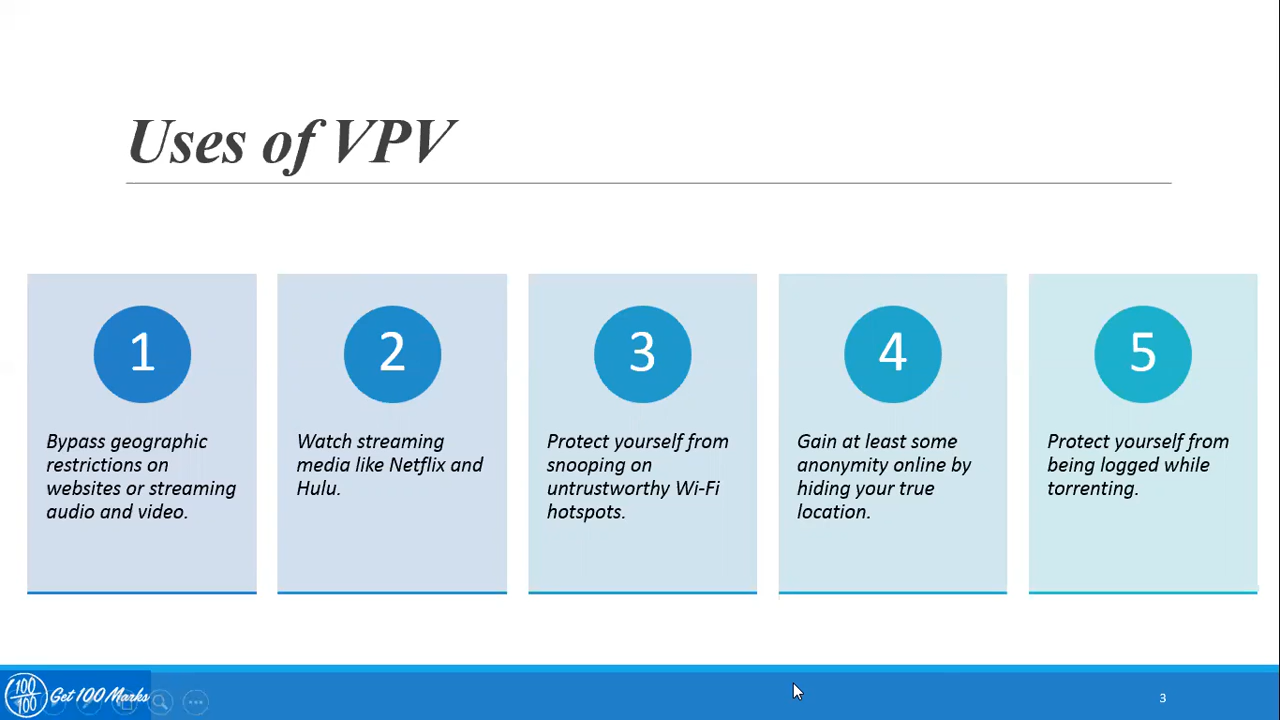 Uses of VPV
1
Bypass geographic
restrictions on
websites or streaming
audio and video.
2
Watch streaming
media like Netflix and
Hulu.
3
Protect yourself from
snooping on
untrustworthy Wi-Fi
hotspots.
4
Gain at least some
anonymity online by
hiding your true
location.
5
Protect yourself from
being logged while
torrenting.
100
100
Get 100 Marks
3